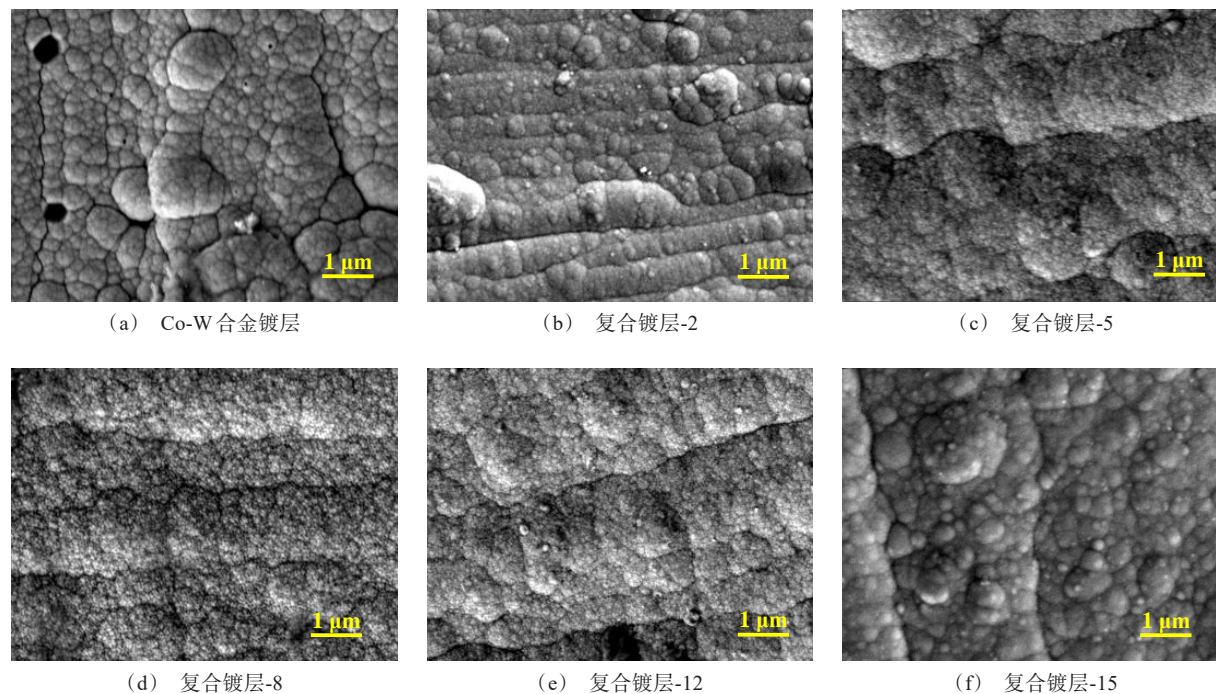 1 μm
1 μm
1 μm
（a） Co-W合金镀层
（b） 复合镀层-2
（c） 复合镀层-5
1 μm
1 μm
1 μm
（d） 复合镀层-8
（e） 复合镀层-12
（f） 复合镀层-15